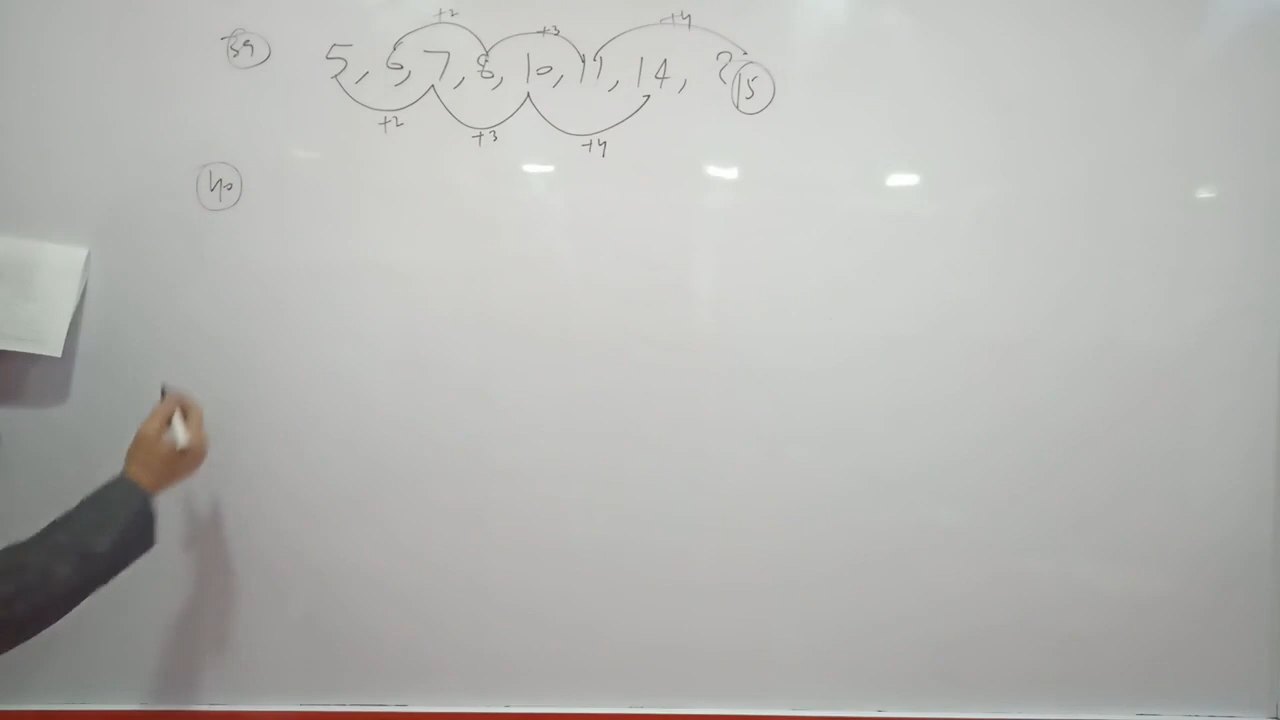 +2 +3 +4
39 5, 6, 7, 8, 10, 11, 14, ? 15
+2 +3 +4
40